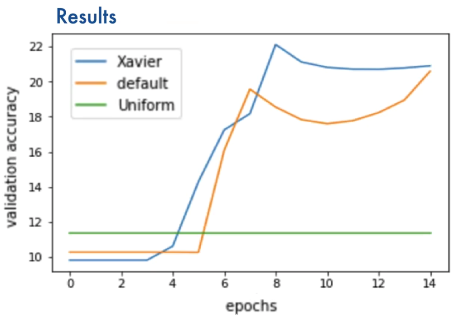 Results
22
20
18
16
14
12
10
validation accuracy
Xavier
default
Uniform
0 2 4 6 8 10 12 14
epochs